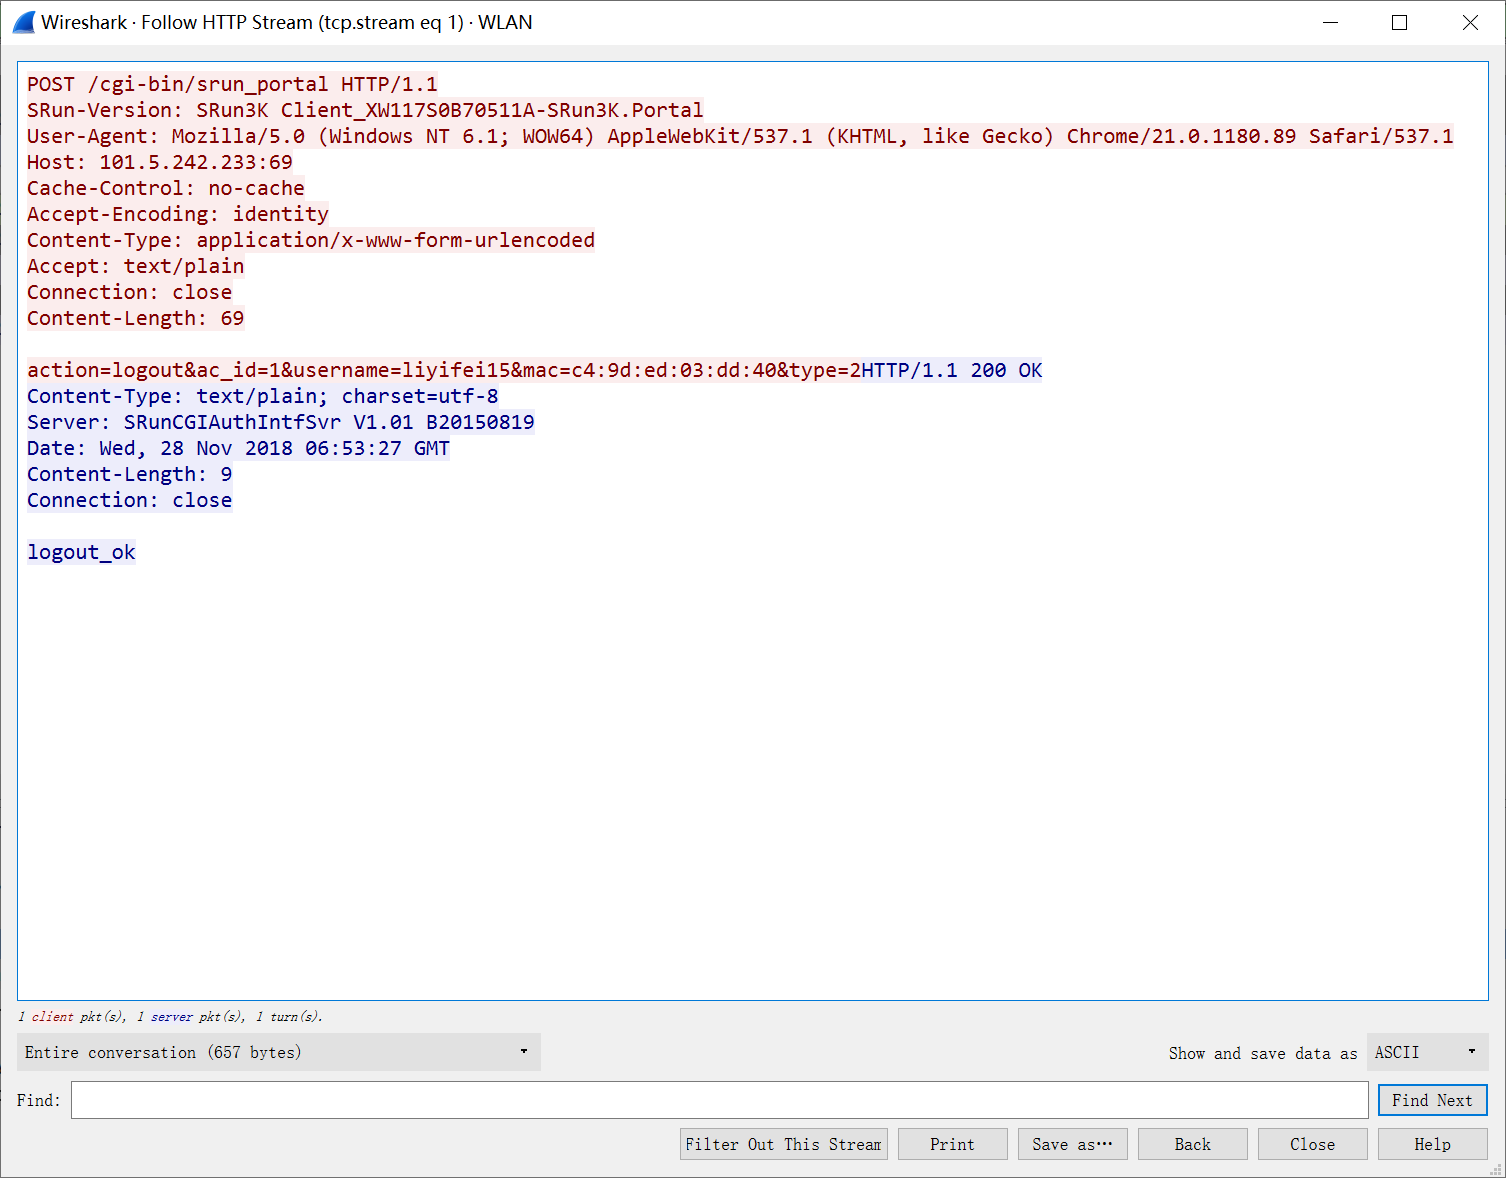 Wireshark · Follow HTTP Stream (tcp.stream eq 1) · WLAN
POST /cgi-bin/srun_portal HTTP/1.1
SRun-Version: SRun3K Client_XW117S0B70511A-SRun3K.Portal
User-Agent: Mozilla/5.0 (Windows NT 6.1; WOW64) AppleWebKit/537.1 (KHTML, like Gecko) Chrome/21.0.1180.89 Safari/537.1
Host: 101.5.242.233:69
Cache-Control: no-cache
Accept-Encoding: identity
Content-Type: application/x-www-form-urlencoded
Accept: text/plain
Connection: close
Content-Length: 69
action=logout&ac_id=1&username=liyifei15&mac=c4:9d:ed:03:dd:40&type=2HTTP/1.1 200 OK
Content-Type: text/plain; charset=utf-8
Server: SRunCGIAuthIntfSvr V1.01 B20150819
Date: Wed, 28 Nov 2018 06:53:27 GMT
Content-Length: 9
Connection: close
logout_ok
1 client pkt(s), 1 server pkt(s), 1 turn(s).
Entire conversation (657 bytes)
Show and save data as ASCII
Find:
Find Next
Filter Out This Stream Print Save as… Back Close Help